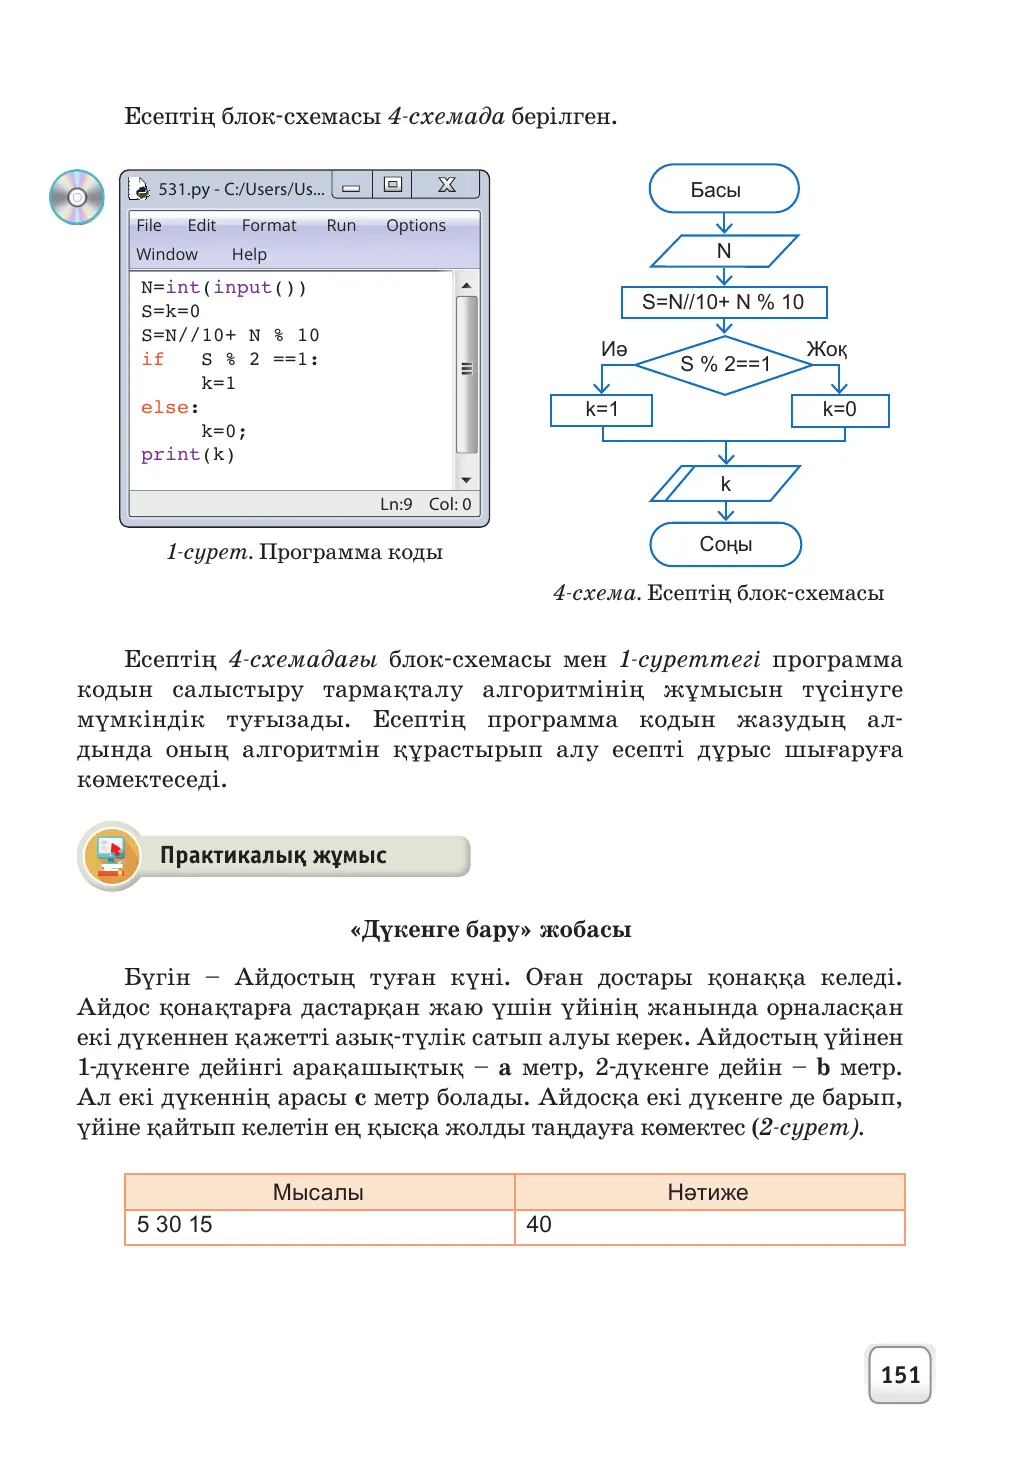 Есептің блок-схемасы 4-схемада берілген.
531.py - C:/Users/Us...
File Edit Format Run Options
Window Help
N=int(input())
S=k=0
S=N//10+ N % 10
if S % 2 ==1:
k=1
else:
k=0;
print(k)
Ln:9 Col: 0
1-сурет. Программа коды
Басы
N
S=N//10+ N % 10
Иә
S % 2==1
Жоқ
k=1
k=0
k
Соңы
4-схема. Есептің блок-схемасы
Есептің 4-схемадағы блок-схемасы мен 1-суреттегі программа
кодын салыстыру тармақталу алгоритмінің жұмысын түсінуге
мүмкіндік туғызады. Есептің программа кодын жазудың ал-
дында оның алгоритмін құрастырып алу есепті дұрыс шығаруға
көмектеседі.
Практикалық жұмыс
«Дүкенге бару» жобасы
Бүгін – Айдостың туған күні. Оған достары қонаққа келеді.
Айдос қонақтарға дастарқан жаю үшін үйінің жанында орналасқан
екі дүкеннен қажетті азық-түлік сатып алуы керек. Айдостың үйінен
1-дүкенге дейінгі арақашықтық – a метр, 2-дүкенге дейін – b метр.
Ал екі дүкеннің арасы c метр болады. Айдосқа екі дүкенге де барып,
үйіне қайтып келетін ең қысқа жолды таңдауға көмектес (2-сурет).
Мысалы Нәтиже
5 30 15 40
151